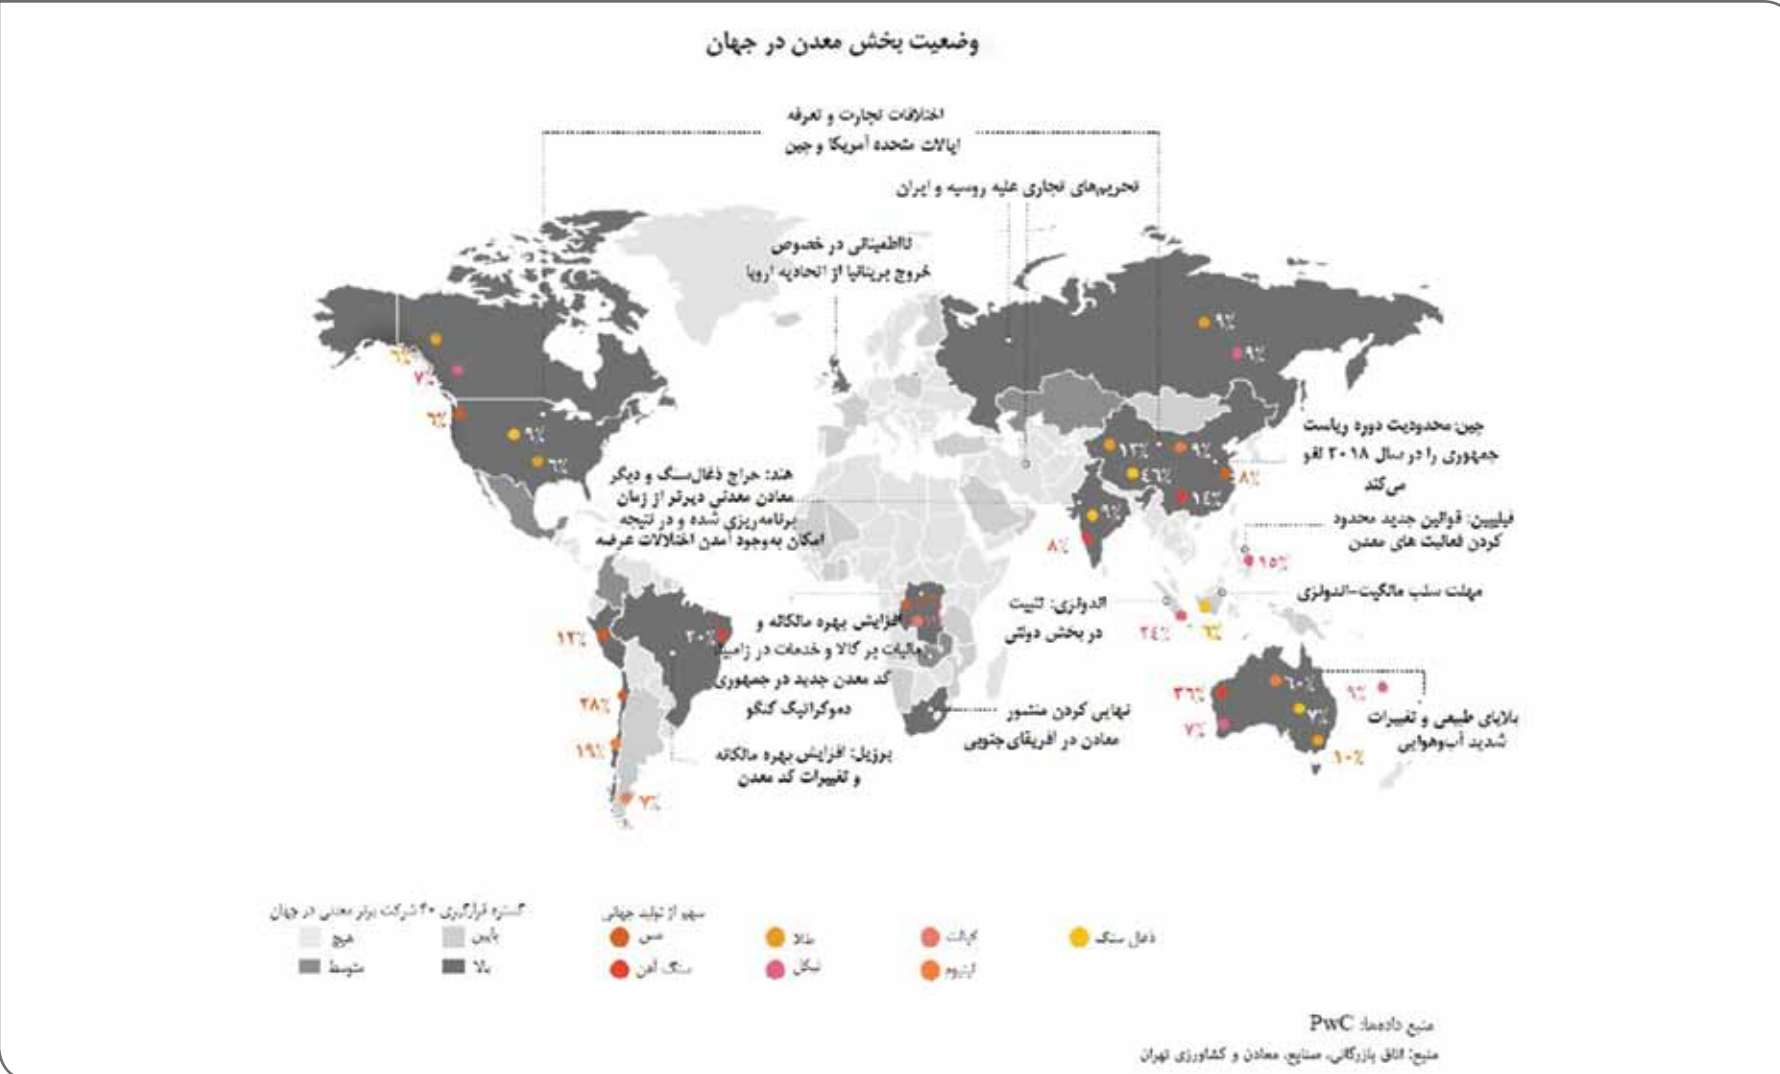 وضعیت بخش معدن در جهان
اختلافات تجارت و تعرفه
ایالات متحده آمریکا و چین
تحریم‌های تجاری علیه روسیه و ایران
نااطمینانی در خصوص
خروج بریتانیا از اتحادیه اروپا
۹٪
۹٪
۶٪
۷٪
۶٪
۹٪
۶٪
چین: محدودیت دوره ریاست
جمهوری را در سال ۲۰۱۸ لغو
می‌کند
۱۳٪
۹٪
۴۶٪
۸٪
۱۴٪
هند: حراج ذغال‌سنگ و دیگر
معادن معدنی دیرتر از زمان
برنامه‌ریزی شده و در نتیجه
امکان به‌وجود آمدن اختلالات عرضه
۹٪
۸٪
فیلیپین: قوانین جدید محدود
کردن فعالیت های معدن
۱۵٪
مهلت سلب مالکیت-اندونزی
اندونزی: تثبیت
در بخش دولتی
۲۴٪
۶٪
افزایش بهره مالکانه و
مالیات بر کالا و خدمات در زامبیا
کد معدن جدید در جمهوری
دموکراتیک کنگو
۱۲٪
۲۰٪
۲۸٪
۱۹٪
۷٪
نهایی کردن منشور
معادن در افریقای جنوبی
برزیل: افزایش بهره مالکانه
و تغییرات کد معدن
۳۶٪
۶۰٪
۹٪
۷٪
۷٪
۱۰٪
بلایای طبیعی و تغییرات
شدید آب‌وهوایی
گستره قرارگیری ۴۰ شرکت برتر معدنی در جهان
پایین
هیچ
بالا
متوسط
سهم از تولید جهانی
مس
طلا
کبالت
ذغال سنگ
سنگ آهن
نیکل
لیتیوم
منبع داده‌ها: PwC
منبع: اتاق بازرگانی، صنایع، معادن و کشاورزی تهران